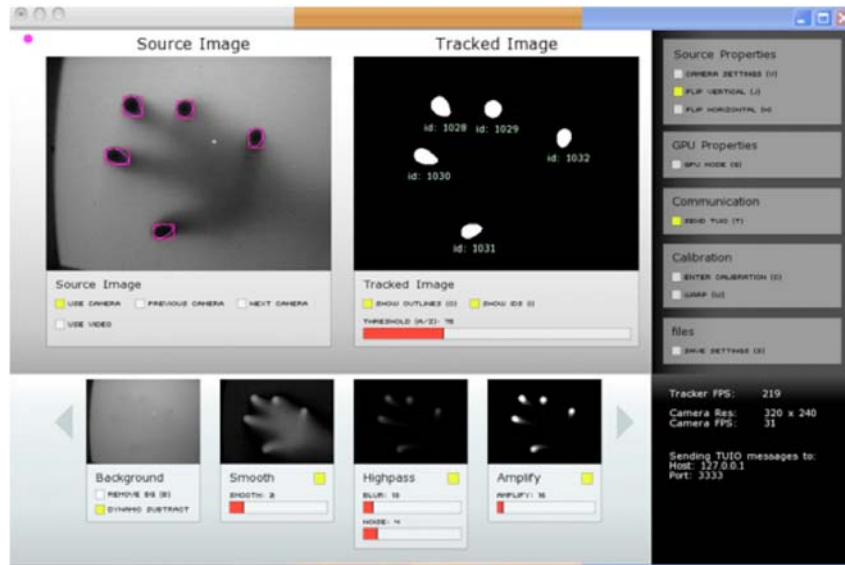 Source Image
Tracked Image
id: 1028
id: 1029
id: 1032
id: 1030
id: 1031
Source Image
USE CAMERA
PREVIOUS CAMERA
NEXT CAMERA
USE VIDEO
Tracked Image
SHOW OUTLINES (O)
SHOW IDS (I)
THRESHOLD (A/Z): 75
Source Properties
CAMERA SETTINGS (V)
FLIP VERTICAL (J)
FLIP HORIZONTAL (H)
GPU Properties
GPU MODE (G)
Communication
SEND TUIO (T)
Calibration
ENTER CALIBRATION (C)
WARP (W)
files
SAVE SETTINGS (S)
Background
REMOVE BG (B)
DYNAMIC SUBTRACT
Smooth
SMOOTH: 2
Highpass
BLUR: 13
NOISE: 4
Amplify
AMPLIFY: 16
Tracker FPS: 219
Camera Res: 320 x 240
Camera FPS: 31
Sending TUIO messages to:
Host: 127.0.0.1
Port: 3333